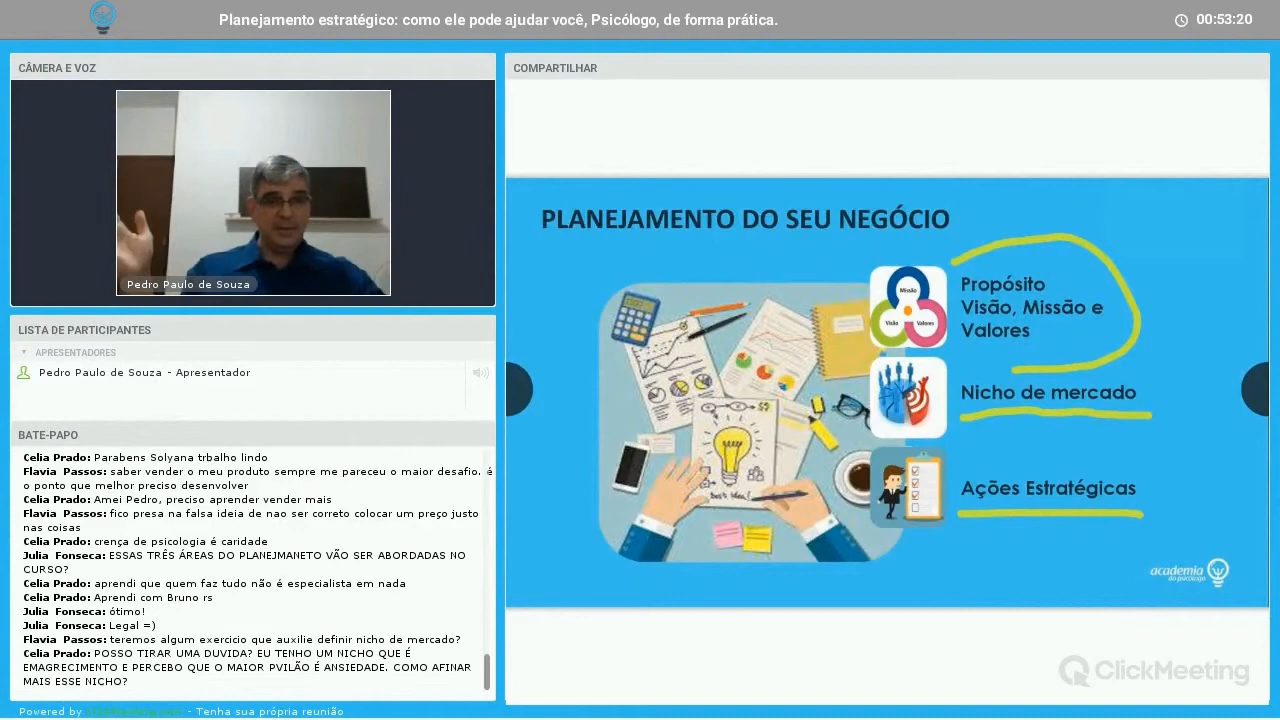 Planejamento estratégico: como ele pode ajudar você, Psicólogo, de forma prática.
00:53:20
CÂMERA E VOZ
Pedro Paulo de Souza
LISTA DE PARTICIPANTES
APRESENTADORES
Pedro Paulo de Souza - Apresentador
BATE-PAPO
Celia Prado: Parabens Solyana trbalho lindo
Flavia Passos: saber vender o meu produto sempre me pareceu o maior desafio. é
o ponto que melhor preciso desenvolver
Celia Prado: Amei Pedro, preciso aprender vender mais
Flavia Passos: fico presa na falsa ideia de nao ser correto colocar um preço justo
nas coisas
Celia Prado: crença de psicologia é caridade
Julia Fonseca: ESSAS TRÊS ÁREAS DO PLANEJMANETO VÃO SER ABORDADAS NO
CURSO?
Celia Prado: aprendi que quem faz tudo não é especialista em nada
Celia Prado: Aprendi com Bruno rs
Julia Fonseca: ótimo!
Julia Fonseca: Legal =)
Flavia Passos: teremos algum exercicio que auxilie definir nicho de mercado?
Celia Prado: POSSO TIRAR UMA DUVIDA? EU TENHO UM NICHO QUE É
EMAGRECIMENTO E PERCEBO QUE O MAIOR PVILÃO É ANSIEDADE. COMO AFINAR
MAIS ESSE NICHO?
Powered by - Tenha sua própria reunião
COMPARTILHAR
PLANEJAMENTO DO SEU NEGÓCIO
Missão
Visão Valores
Propósito
Visão, Missão e
Valores
Nicho de mercado
Ações Estratégicas
Best Idea!
academia
do psicólogo
ClickMeeting